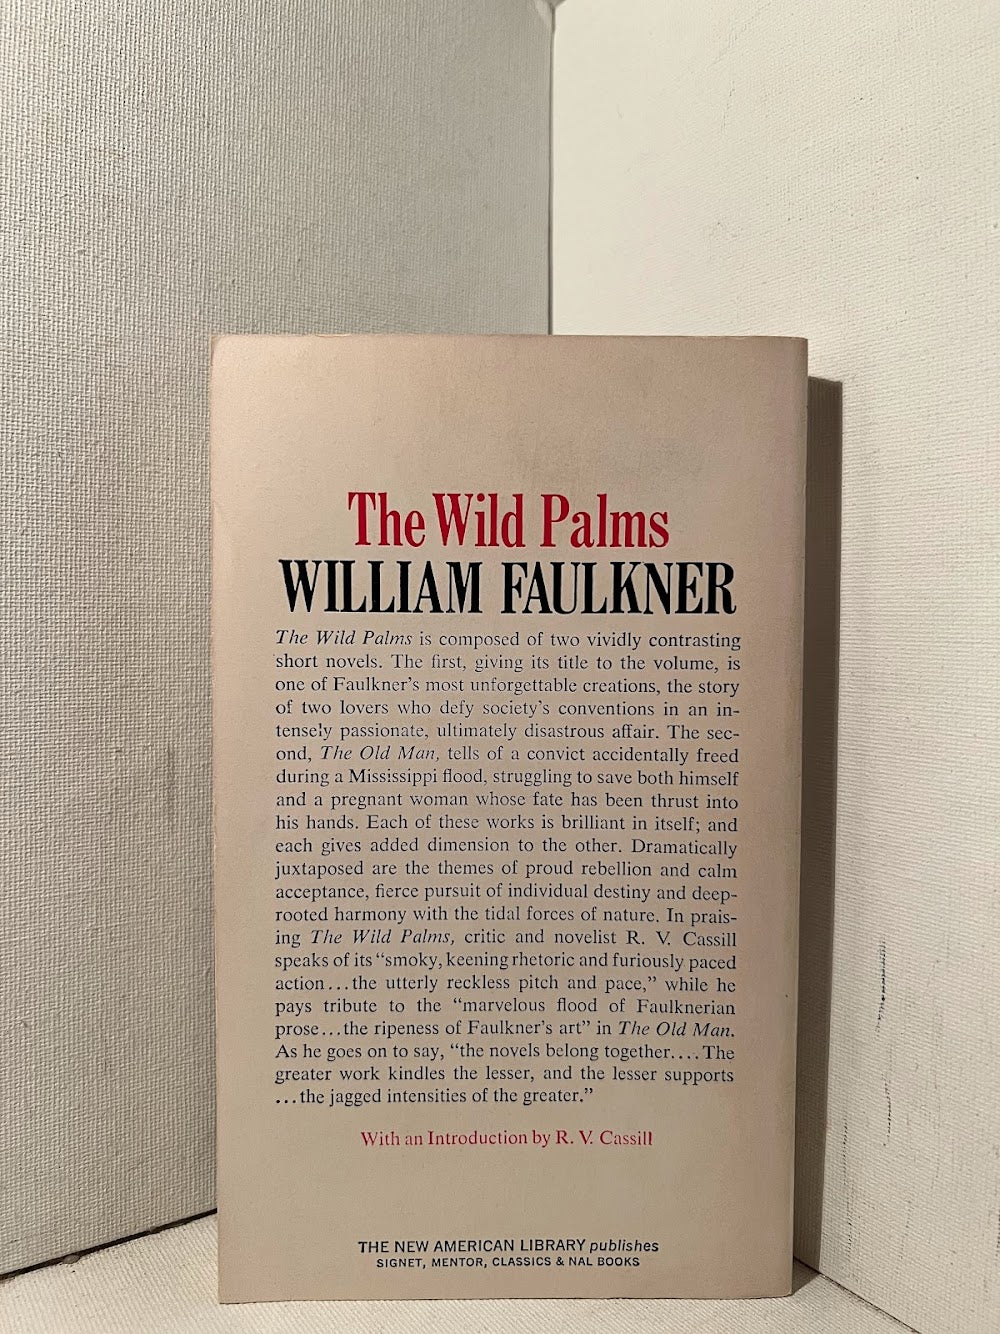 The Wild Palms
WILLIAM FAULKNER
The Wild Palms is composed of two vividly contrasting
short novels. The first, giving its title to the volume, is
one of Faulkner's most unforgettable creations, the story
of two lovers who defy society's conventions in an in-
tensely passionate, ultimately disastrous affair. The sec-
ond, The Old Man, tells of a convict accidentally freed
during a Mississippi flood, struggling to save both himself
and a pregnant woman whose fate has been thrust into
his hands. Each of these works is brilliant in itself; and
each gives added dimension to the other. Dramatically
juxtaposed are the themes of proud rebellion and calm
acceptance, fierce pursuit of individual destiny and deep-
rooted harmony with the tidal forces of nature. In prais-
ing The Wild Palms, critic and novelist R. V. Cassill
speaks of its “smoky, keening rhetoric and furiously paced
action...the utterly reckless pitch and pace,” while he
pays tribute to the “marvelous flood of Faulknerian
prose...the ripeness of Faulkner's art” in The Old Man.
As he goes on to say, “the novels belong together....The
greater work kindles the lesser, and the lesser supports
...the jagged intensities of the greater.”
With an Introduction by R. V. Cassill
THE NEW AMERICAN LIBRARY publishes
SIGNET, MENTOR, CLASSICS & NAL BOOKS